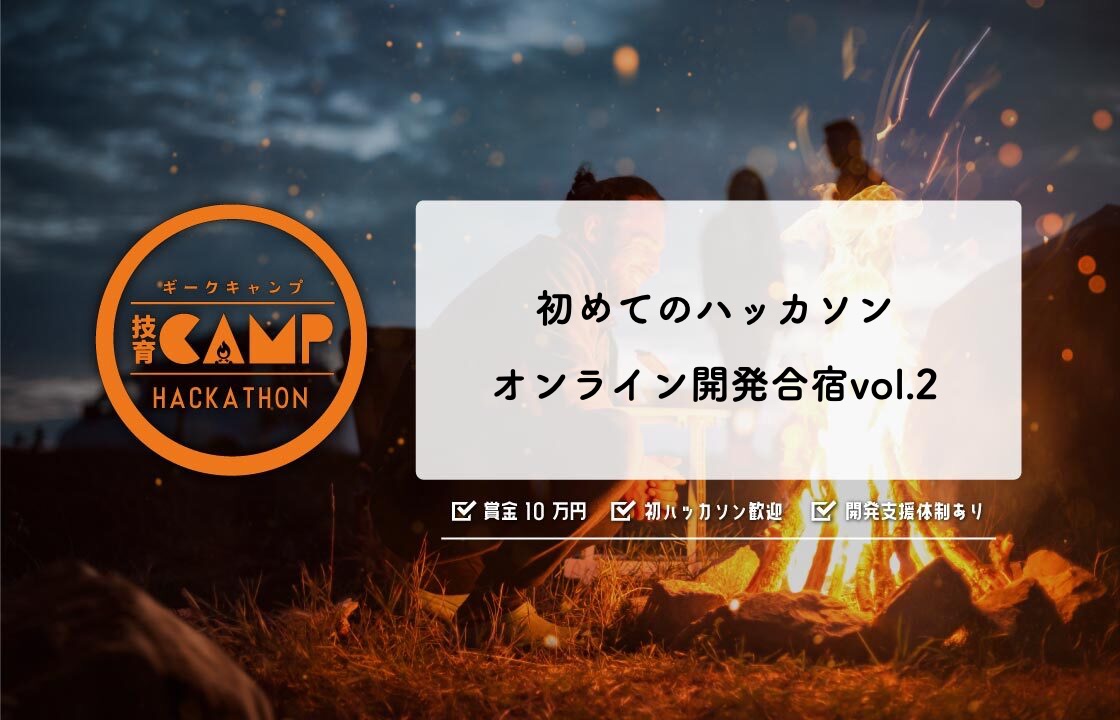 ギークキャンプ
技育CAMP
HACKATHON
初めてのハッカソン
オンライン開発合宿vol.2
賞金10万円 初ハッカソン歓迎 開発支援体制あり